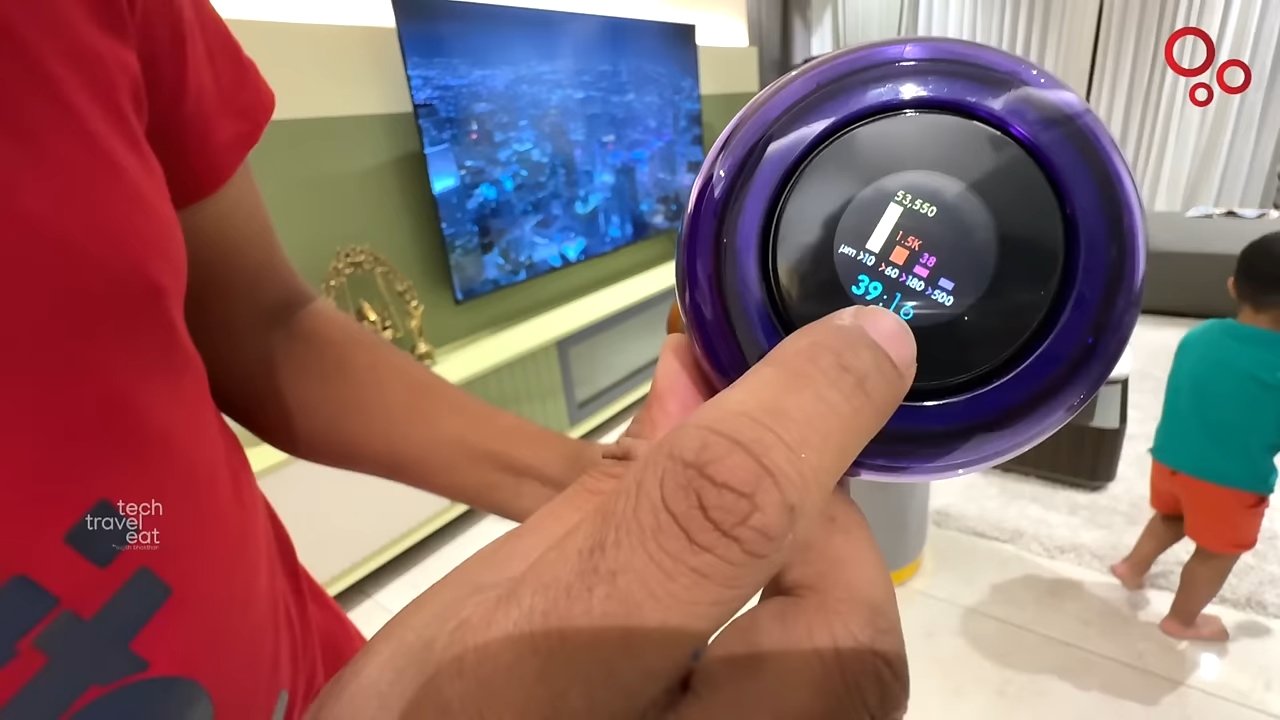 53,550
1.5K
38
µm >10 >60 >180 >500
39:16
tech
travel
eat